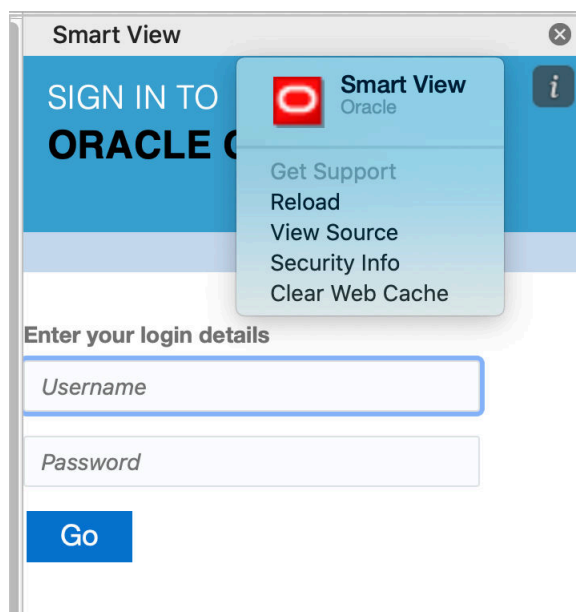 Smart View
SIGN IN TO
ORACLE
i
Smart View
Oracle
Get Support
Reload
View Source
Security Info
Clear Web Cache
Enter your login details
Username
Password
Go